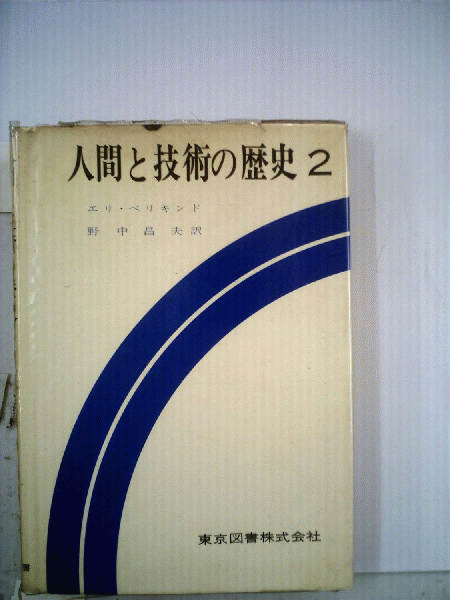 人間と技術の歴史 2
エリ・ベリキンド
野中昌夫訳
東京図書株式会社